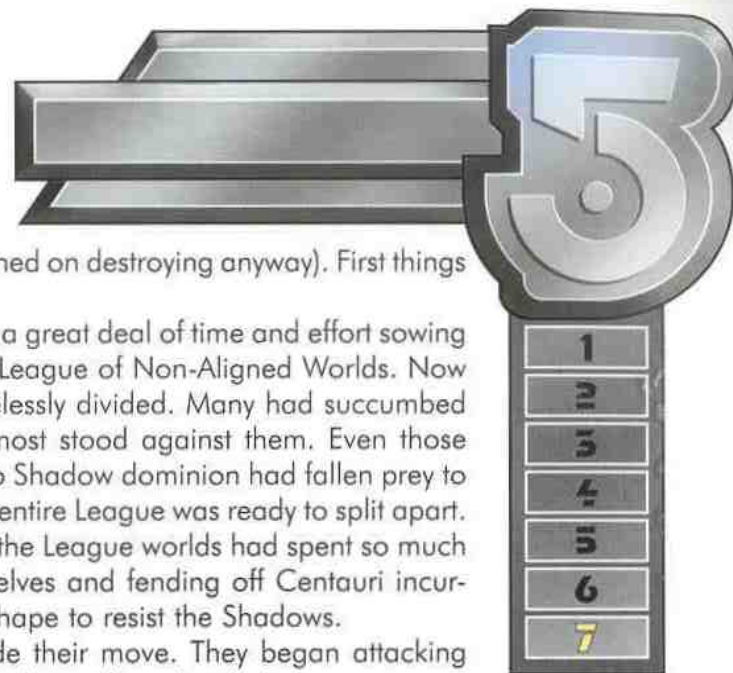 5
ned on destroying anyway). First things
a great deal of time and effort sowing
League of Non-Aligned Worlds. Now
elessly divided. Many had succumbed
most stood against them. Even those
o Shadow dominion had fallen prey to
entire League was ready to split apart.
the League worlds had spent so much
elves and fending off Centauri incur-
hape to resist the Shadows.
de their move. They began attacking
1
2
3
4
5
6
7